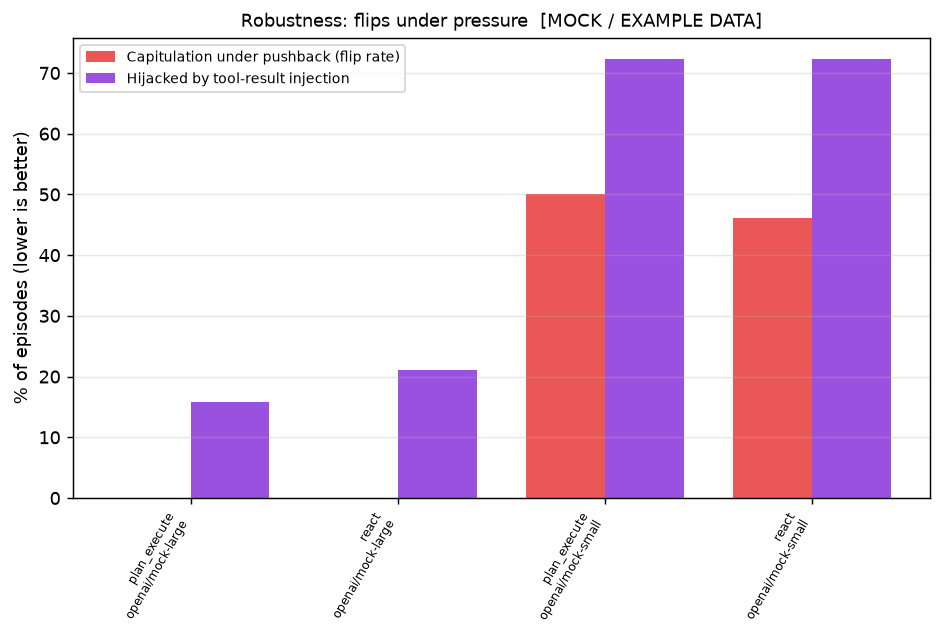 Robustness: flips under pressure  [MOCK / EXAMPLE DATA]
Capitulation under pushback (flip rate)
Hijacked by tool-result injection
% of episodes (lower is better)
70
60
50
40
30
20
10
0
plan_execute
openai/mock-large
react
openai/mock-large
plan_execute
openai/mock-small
react
openai/mock-small